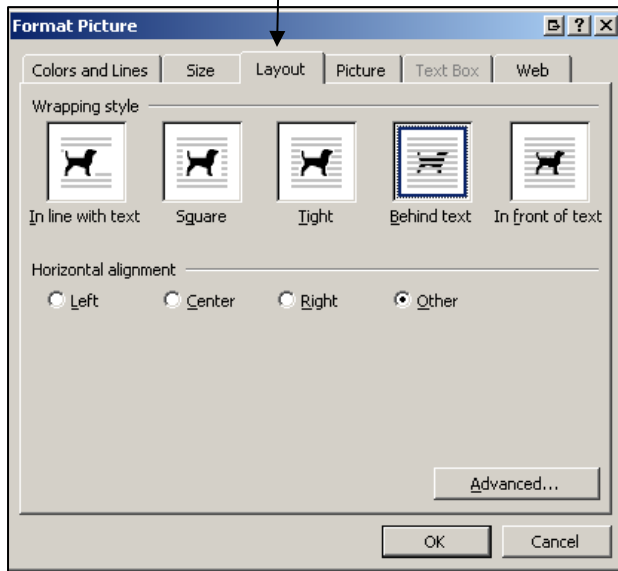 Format Picture
Colors and Lines Size Layout Picture Text Box Web
Wrapping style
In line with text Square Tight Behind text In front of text
Horizontal alignment
Left Center Right Other
Advanced...
OK Cancel